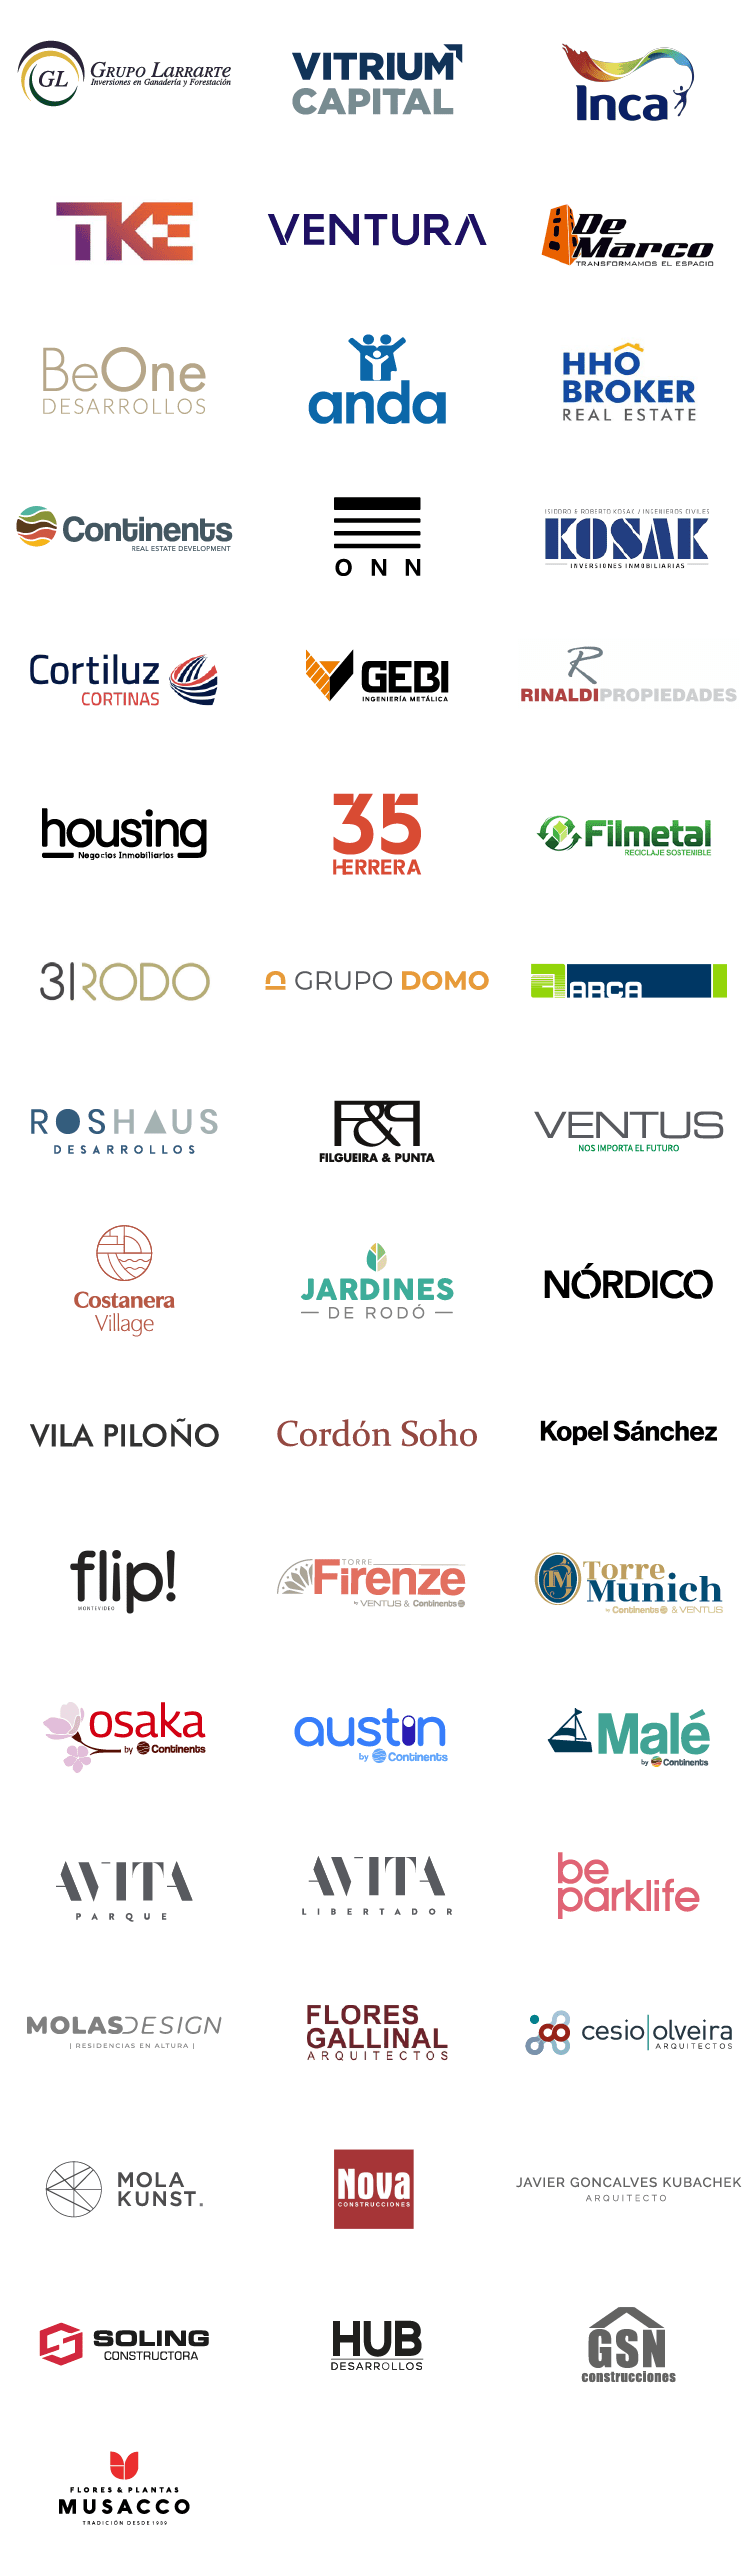 GL GRUPO LARRARTE
Inversiones en Ganadería y Forestación
VITRIUM
CAPITAL
Inca
TKE
VENTURA
De
Marco
TRANSFORMAMOS EL ESPACIO
BeOne
DESARROLLOS
anda
HHO
BROKER
REAL ESTATE
Continents
REAL ESTATE DEVELOPMENT
ONN
ISIDORO & ROBERTO KOSAK / INGENIEROS CIVILES
KOSAK
INVERSIONES INMOBILIARIAS
Cortiluz
CORTINAS
GEBI
INGENIERÍA METÁLICA
R
RINALDIPROPIEDADES
housing
Negocios Inmobiliarios
35
HERRERA
Filmetal
RECICLAJE SOSTENIBLE
31RODO
GRUPO DOMO
ARCA
ROSHAUS
DESARROLLOS
F&P
FILGUEIRA & PUNTA
VENTUS
NOS IMPORTA EL FUTURO
Costanera
Village
JARDINES
DE RODÓ
NÓRDICO
VILA PILOÑO
Cordón Soho
Kopel Sánchez
flip!
MONTEVIDEO
TORRE
Firenze
by VENTUS & Continents
TM Torre
Munich
by Continents & VENTUS
osaka
by Continents
austin
by Continents
Malé
by Continents
AVITA
PARQUE
AVITA
LIBERTADOR
be
parklife
MOLASDESIGN
| RESIDENCIAS EN ALTURA |
FLORES
GALLINAL
ARQUITECTOS
cesio|olveira
ARQUITECTOS
MOLA
KUNST.
Nova
CONSTRUCCIONES
JAVIER GONCALVES KUBACHEK
ARQUITECTO
SOLING
CONSTRUCTORA
HUB
DESARROLLOS
GSN
construcciones
FLORES & PLANTAS
MUSACCO
TRADICIÓN DESDE 1989